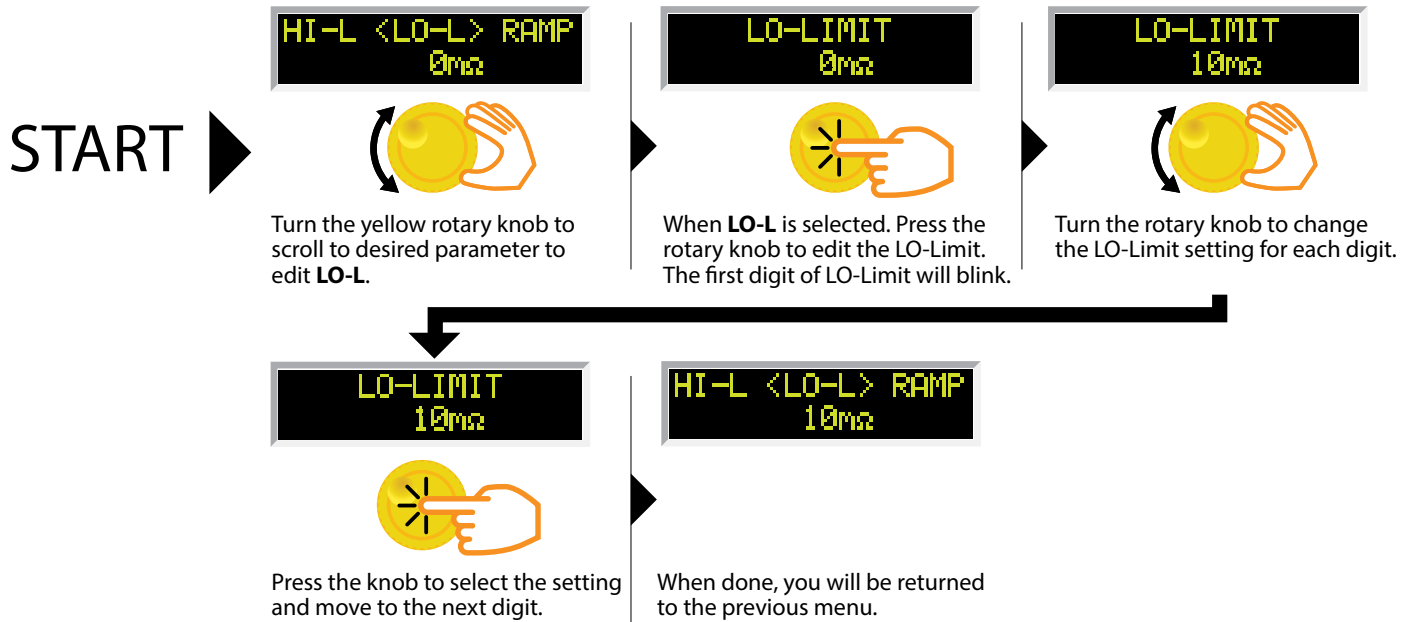 START
HI-L <LO-L> RAMP
0mΩ
Turn the yellow rotary knob to
scroll to desired parameter to
edit LO-L.
LO-LIMIT
0mΩ
When LO-L is selected. Press the
rotary knob to edit the LO-Limit.
The first digit of LO-Limit will blink.
LO-LIMIT
10mΩ
Turn the rotary knob to change
the LO-Limit setting for each digit.
LO-LIMIT
10mΩ
Press the knob to select the setting
and move to the next digit.
HI-L <LO-L> RAMP
10mΩ
When done, you will be returned
to the previous menu.